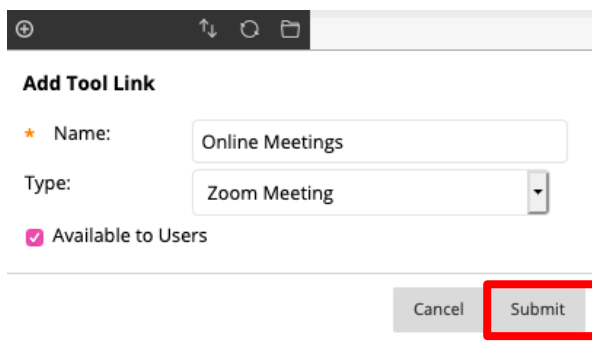 Add Tool Link
* Name:
Online Meetings
Type:
Zoom Meeting
Available to Users
Cancel
Submit